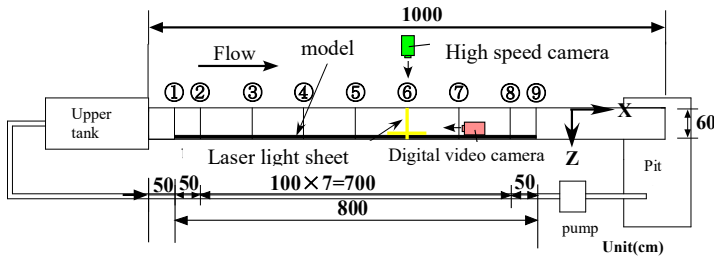 1000
Flow
model
High speed camera
① ② ③ ④ ⑤ ⑥ ⑦ ⑧ ⑨
Upper
tank
X
60
Laser light sheet
Digital video camera
Z
Pit
50 50 100×7=700 50
800
pump
Unit(cm)